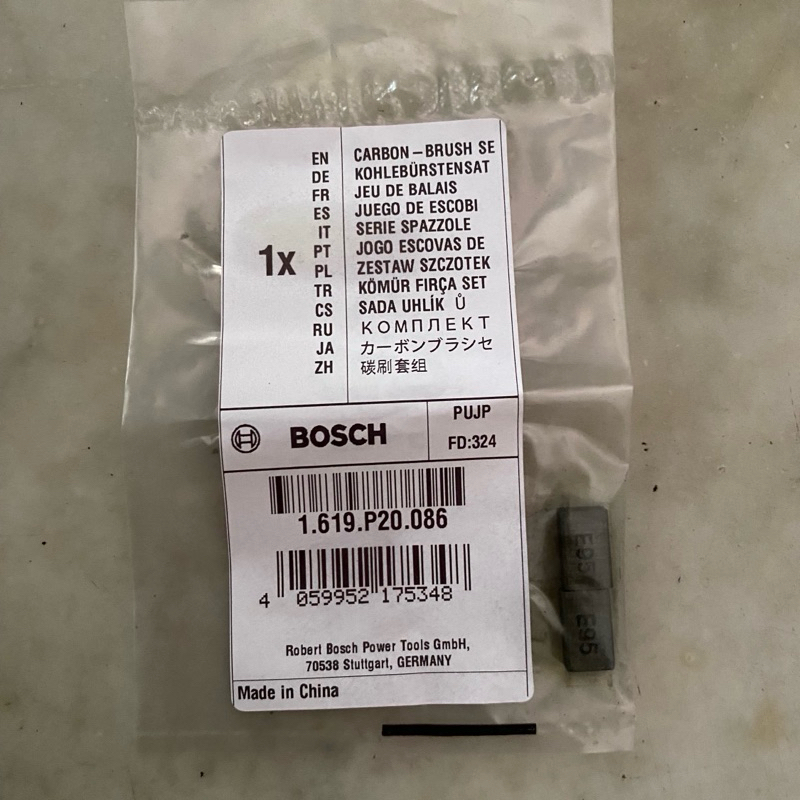 1x
EN CARBON-BRUSH SE
DE KOHLEBÜRSTENSAT
FR JEU DE BALAIS
ES JUEGO DE ESCOBI
IT SERIE SPAZZOLE
PT JOGO ESCOVAS DE
PL ZESTAW SZCZOTEK
TR KÖMÜR FIRÇA SET
CS SADA UHLÍK Ů
RU КОМПЛЕКТ
JA カーボンブラシセ
ZH 碳刷套组
BOSCH
PUJP
FD:324
1.619.P20.086
4 059952 175348
Robert Bosch Power Tools GmbH,
70538 Stuttgart, GERMANY
Made in China
E95
E95